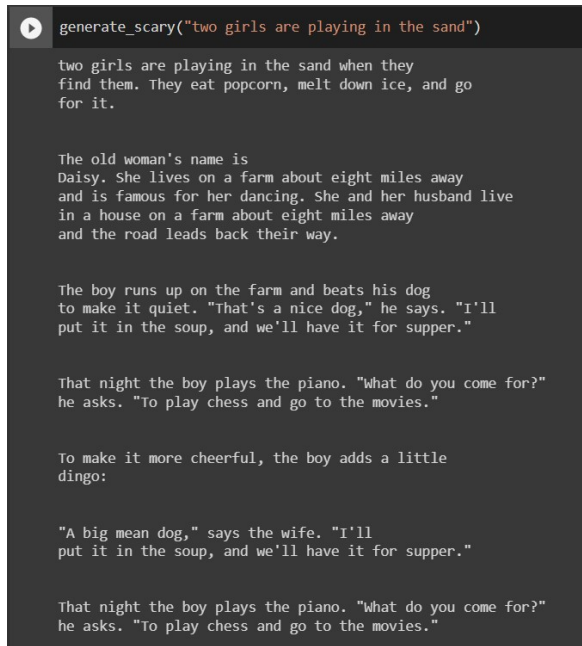 generate_scary("two girls are playing in the sand")
two girls are playing in the sand when they
find them. They eat popcorn, melt down ice, and go
for it.
The old woman's name is
Daisy. She lives on a farm about eight miles away
and is famous for her dancing. She and her husband live
in a house on a farm about eight miles away
and the road leads back their way.
The boy runs up on the farm and beats his dog
to make it quiet. "That's a nice dog," he says. "I'll
put it in the soup, and we'll have it for supper."
That night the boy plays the piano. "What do you come for?"
he asks. "To play chess and go to the movies."
To make it more cheerful, the boy adds a little
dingo:
"A big mean dog," says the wife. "I'll
put it in the soup, and we'll have it for supper."
That night the boy plays the piano. "What do you come for?"
he asks. "To play chess and go to the movies."